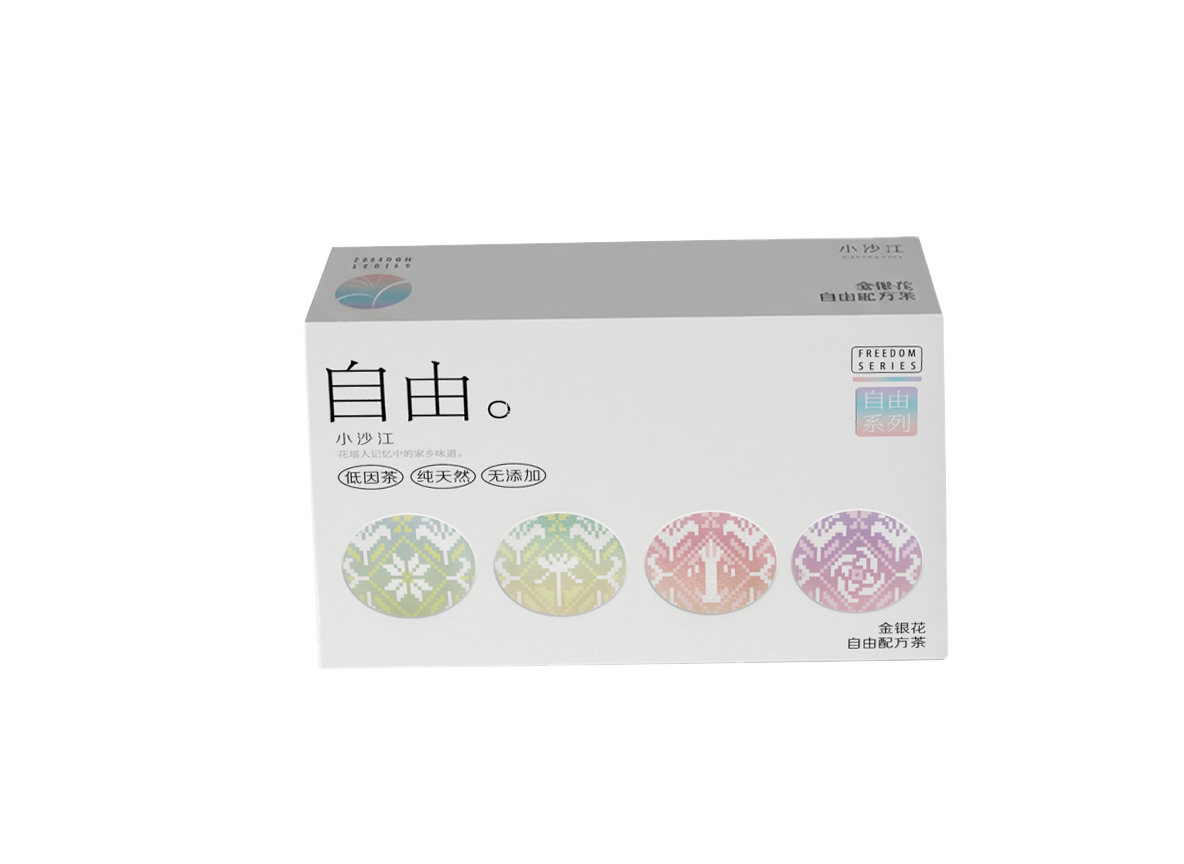 小沙江
金银花
自由配方茶
自由。
小沙江
花瑶人记忆中的家乡味道。
低因茶 纯天然 无添加
FREEDOM
SERIES
自由
系列
金银花
自由配方茶